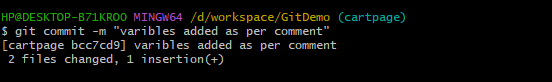 HP@DESKTOP-B71KROO MINGW64 /d/workspace/GitDemo (cartpage)
$ git commit -m "varibles added as per comment"
[cartpage bcc7cd9] varibles added as per comment
 2 files changed, 1 insertion(+)